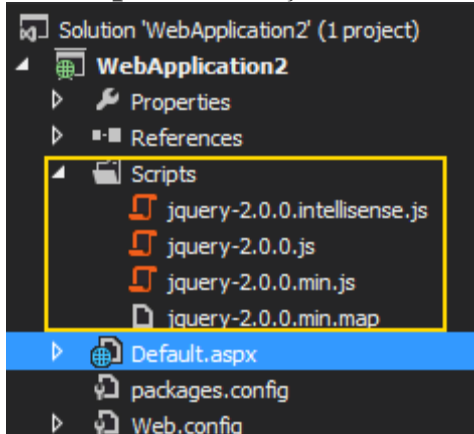 Solution 'WebApplication2' (1 project)
WebApplication2
Properties
References
Scripts
jquery-2.0.0.intellisense.js
jquery-2.0.0.js
jquery-2.0.0.min.js
jquery-2.0.0.min.map
Default.aspx
packages.config
Web.config